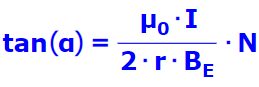 tan(α) = μ₀·I / 2·r·B_E · N